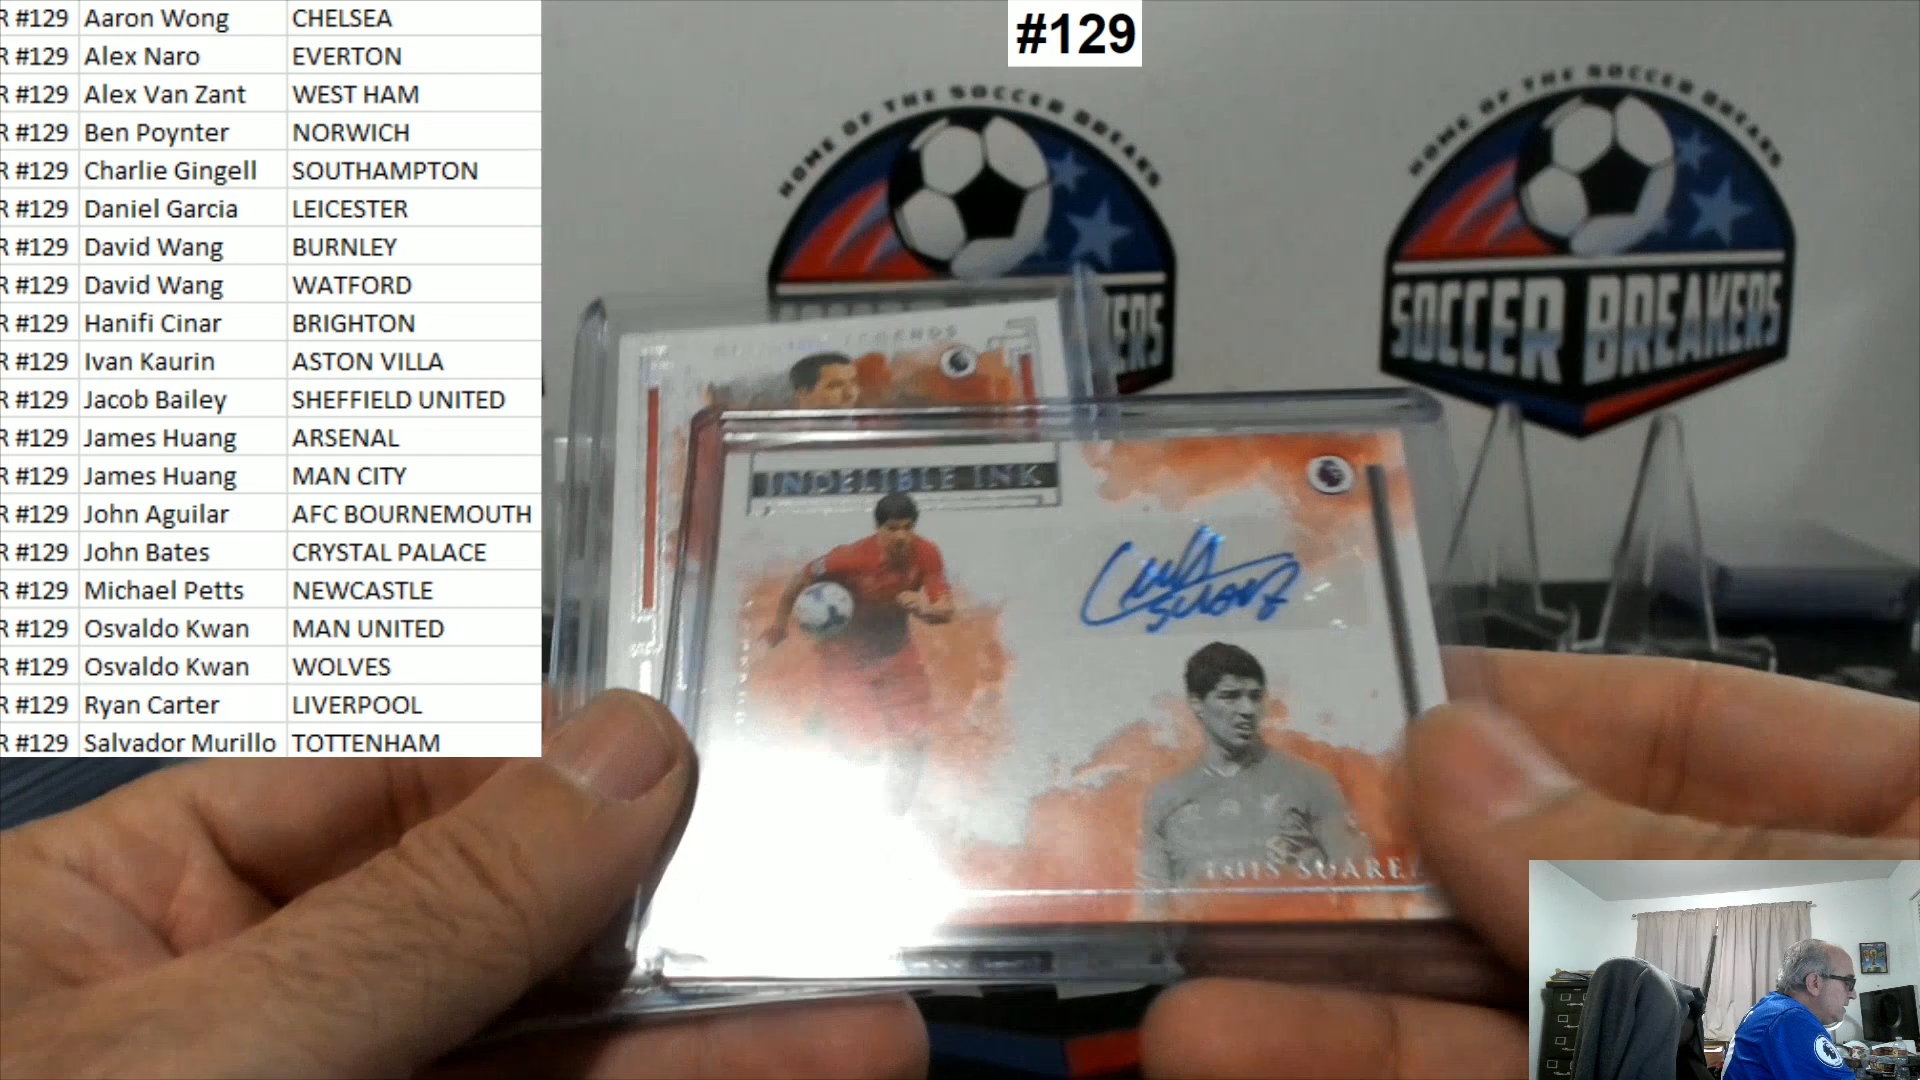 R #129 Aaron Wong CHELSEA
R #129 Alex Naro EVERTON
R #129 Alex Van Zant WEST HAM
R #129 Ben Poynter NORWICH
R #129 Charlie Gingell SOUTHAMPTON
R #129 Daniel Garcia LEICESTER
R #129 David Wang BURNLEY
R #129 David Wang WATFORD
R #129 Hanifi Cinar BRIGHTON
R #129 Ivan Kaurin ASTON VILLA
R #129 Jacob Bailey SHEFFIELD UNITED
R #129 James Huang ARSENAL
R #129 James Huang MAN CITY
R #129 John Aguilar AFC BOURNEMOUTH
R #129 John Bates CRYSTAL PALACE
R #129 Michael Petts NEWCASTLE
R #129 Osvaldo Kwan MAN UNITED
R #129 Osvaldo Kwan WOLVES
R #129 Ryan Carter LIVERPOOL
R #129 Salvador Murillo TOTTENHAM
#129
HOME OF THE SOCCER BREAKS
HOME OF THE SOCCER BREAKS
SOCCER BREAKERS
LEGENDS
INDELIBLE INK
Luis
Suarez
LUIS SUARE